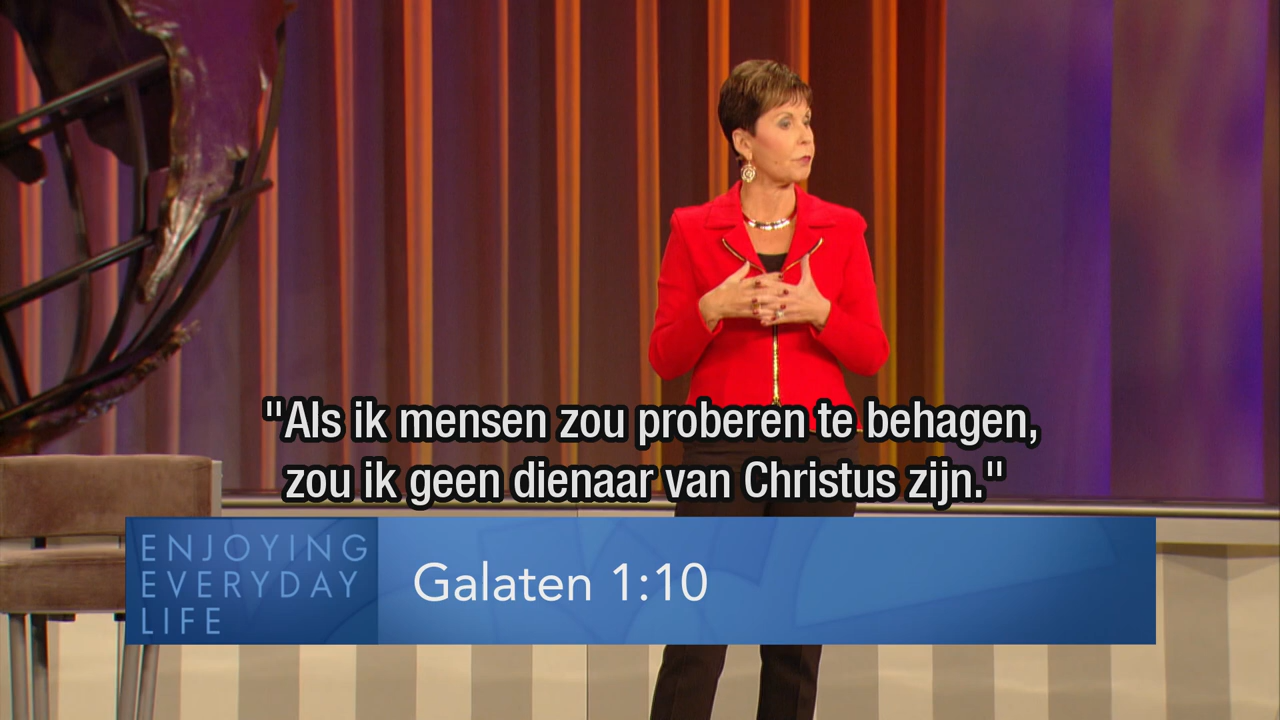 "Als ik mensen zou proberen te behagen,
zou ik geen dienaar van Christus zijn."
ENJOYING
EVERYDAY
LIFE
Galaten 1:10